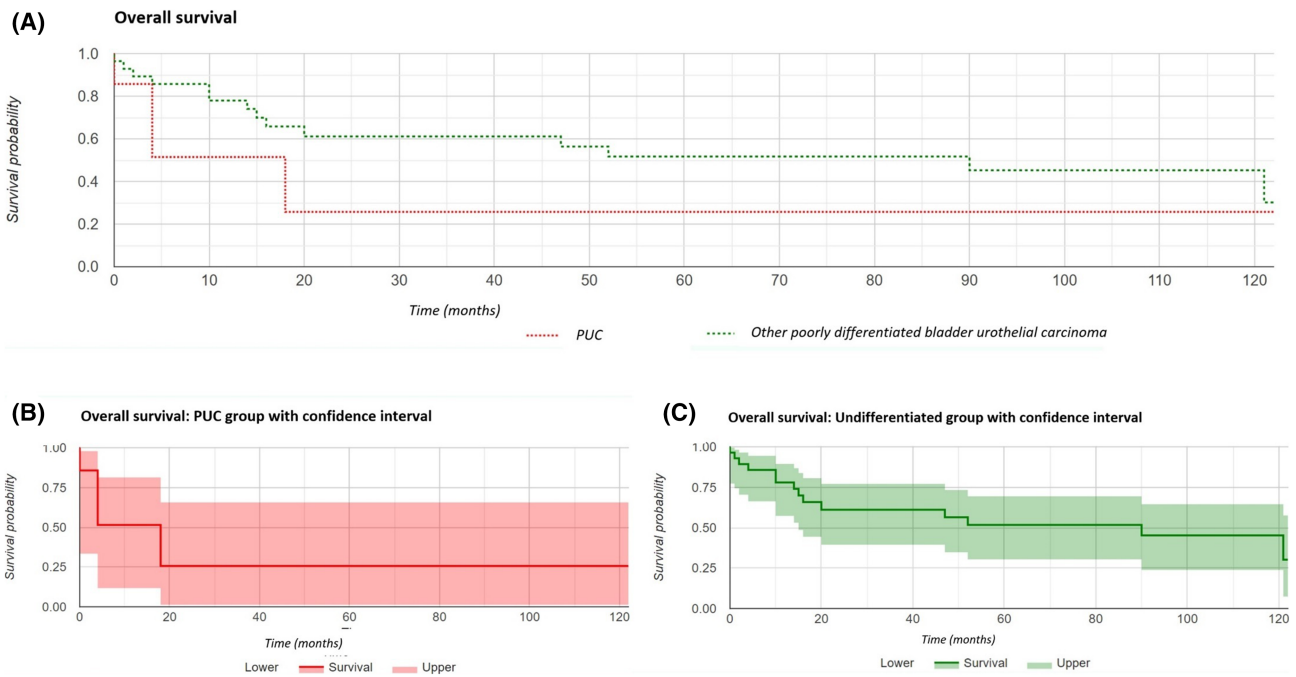 (A)
Overall survival
Survival probability
1.0
0.8
0.6
0.4
0.2
0.0
0 10 20 30 40 50 60 70 80 90 100 110 120
Time (months)
PUC Other poorly differentiated bladder urothelial carcinoma
(B)
Overall survival: PUC group with confidence interval
Survival probability
1.00
0.75
0.50
0.25
0.00
0 20 40 60 80 100 120
Time (months)
Lower Survival Upper
(C)
Overall survival: Undifferentiated group with confidence interval
Survival probability
1.00
0.75
0.50
0.25
0.00
0 20 40 60 80 100 120
Time (months)
Lower Survival Upper